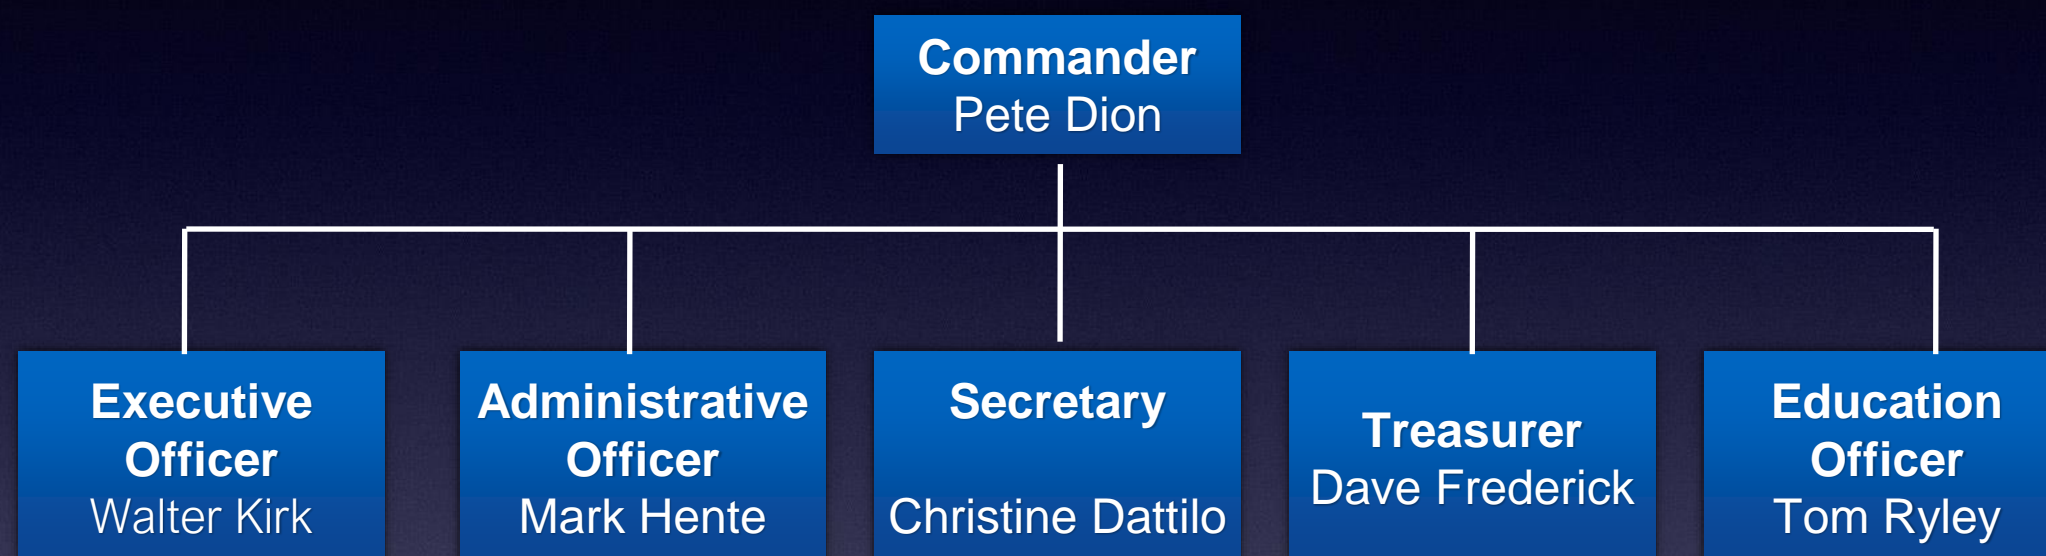 Commander
Pete Dion
Executive
Officer
Walter Kirk
Administrative
Officer
Mark Hente
Secretary
Christine Dattilo
Treasurer
Dave Frederick
Education
Officer
Tom Ryley